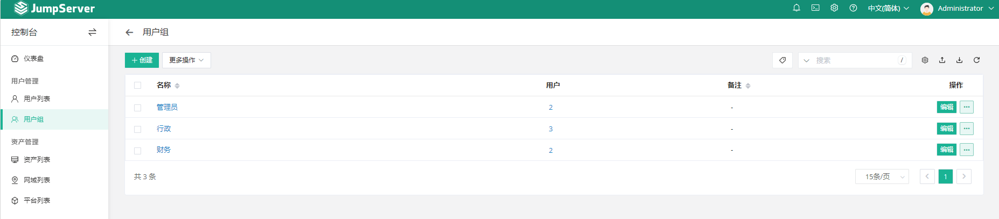 JumpServer
中文(简体)
Administrator
控制台
用户组
仪表盘
用户管理
用户列表
用户组
资产管理
资产列表
网域列表
平台列表
+ 创建
更多操作
搜索
/
名称 用户 备注 操作
管理员 2 - 编辑 ···
行政 3 - 编辑 ···
财务 2 - 编辑 ···
共 3 条
15条/页
1